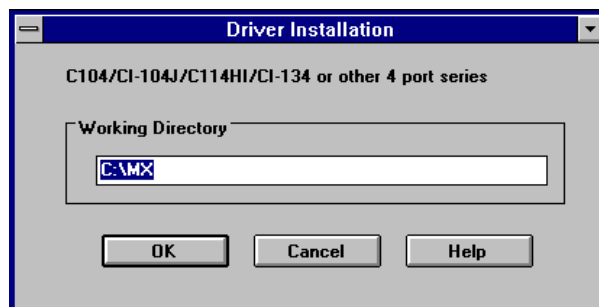 Driver Installation
C104/CI-104J/C114HI/CI-134 or other 4 port series
Working Directory
C:\MX
OK
Cancel
Help